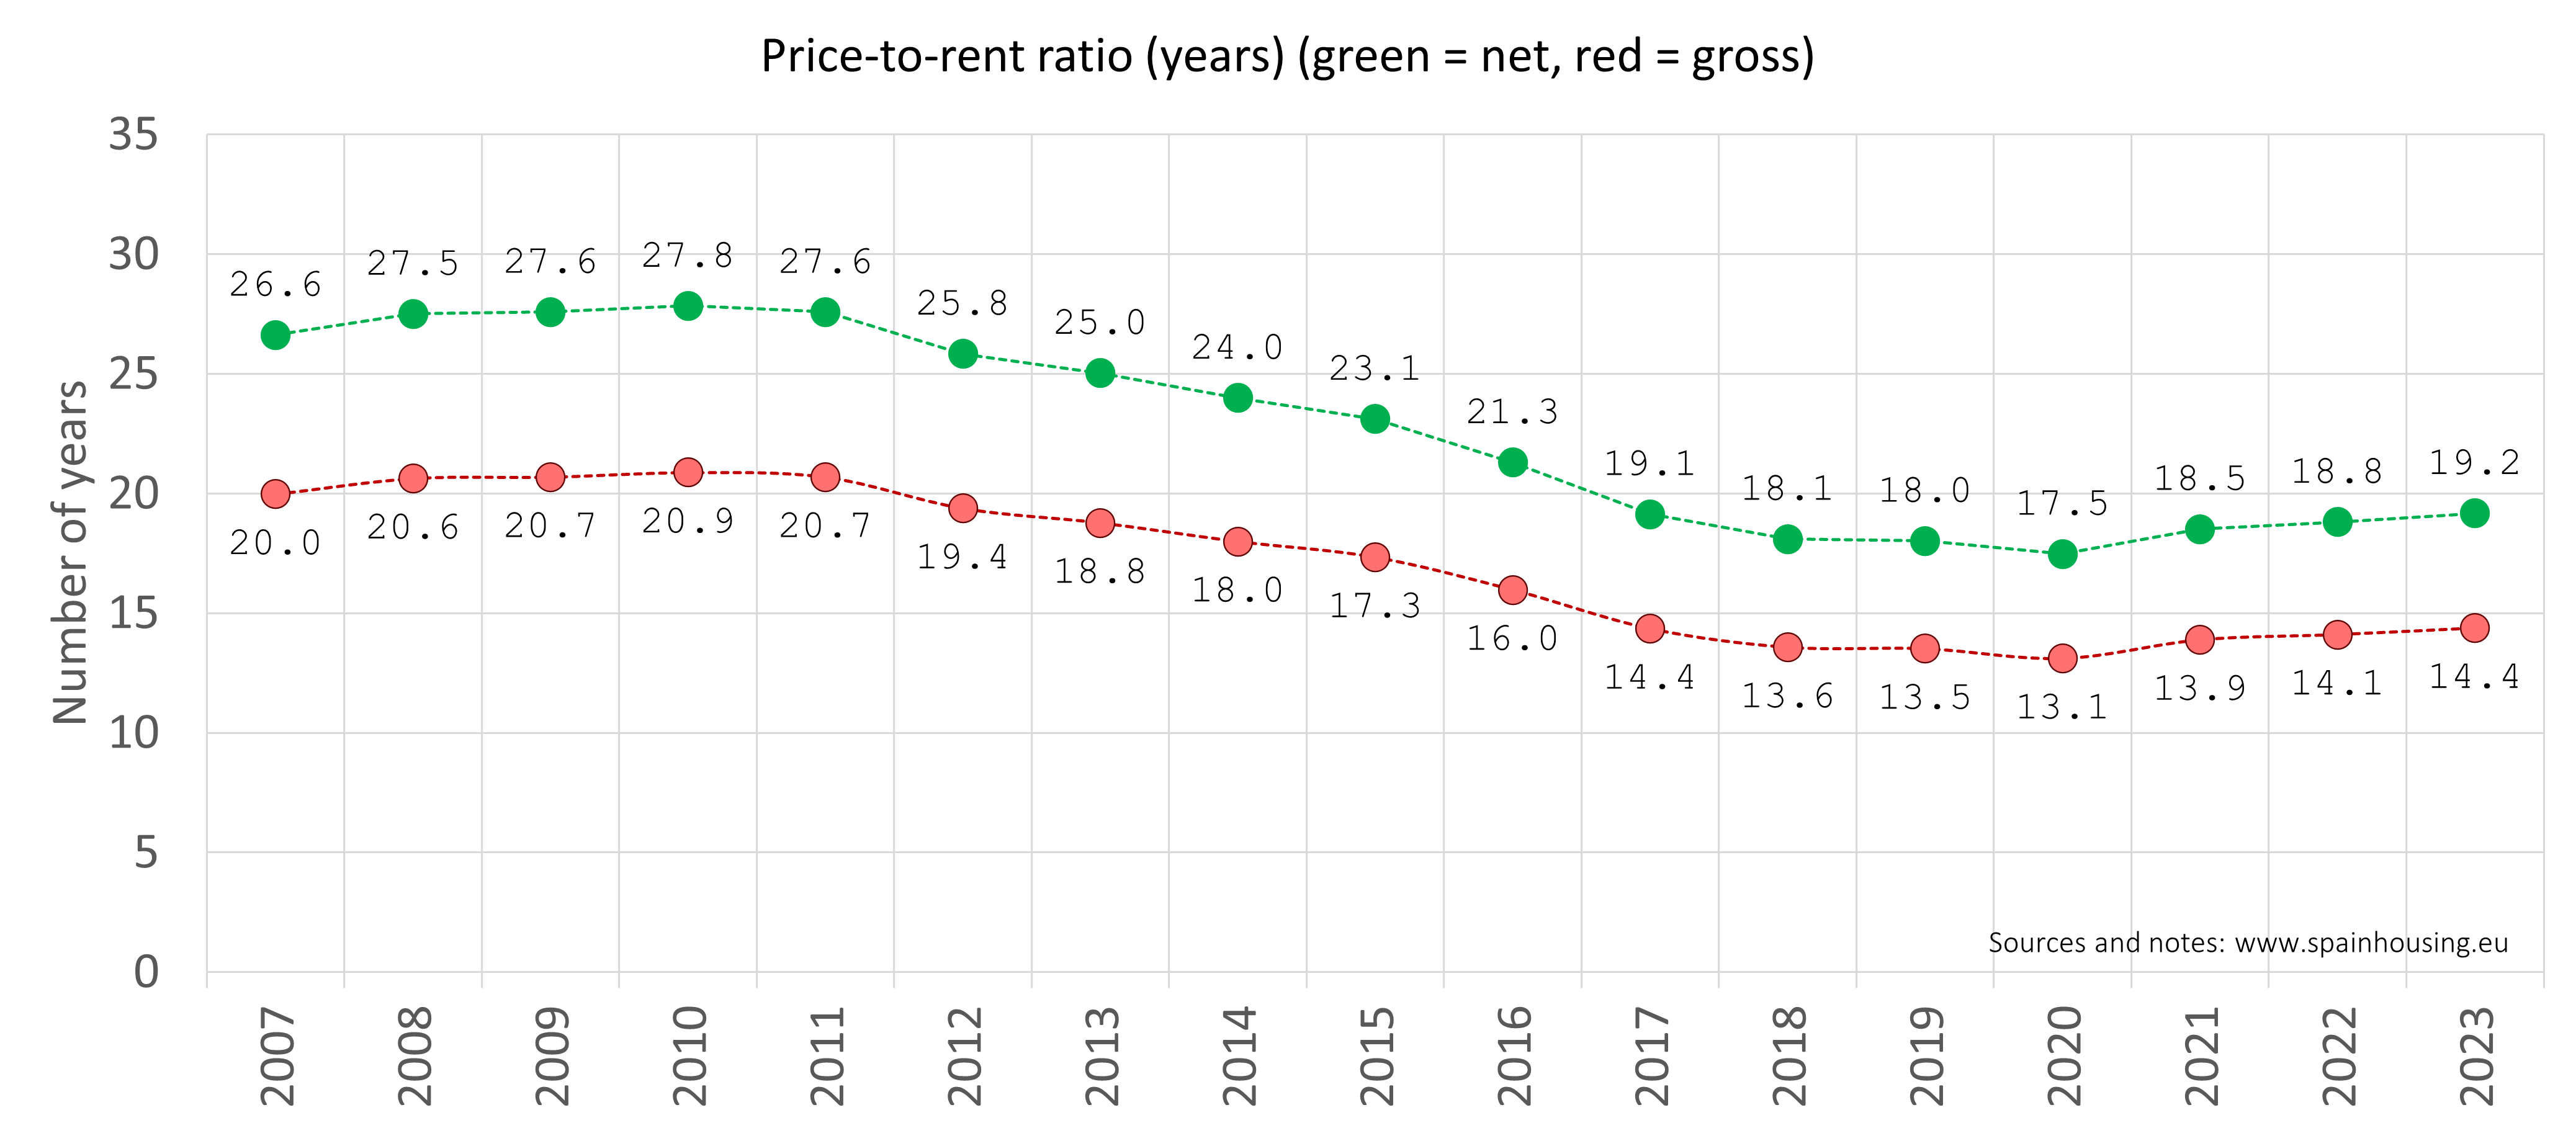 Price-to-rent ratio (years) (green = net, red = gross)
Number of years
35
30
25
20
15
10
5
0
26.6 27.5 27.6 27.8 27.6 25.8 25.0 24.0 23.1 21.3 19.1 18.1 18.0 17.5 18.5 18.8 19.2
20.0 20.6 20.7 20.9 20.7 19.4 18.8 18.0 17.3 16.0 14.4 13.6 13.5 13.1 13.9 14.1 14.4
Sources and notes: www.spainhousing.eu
2007 2008 2009 2010 2011 2012 2013 2014 2015 2016 2017 2018 2019 2020 2021 2022 2023